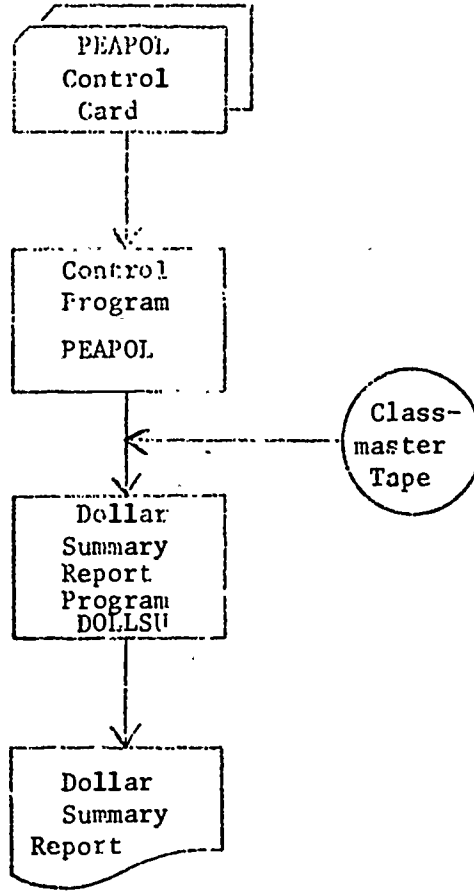 PEAPOL
Control
Card
Control
Program
PEAPOL
Class-
master
Tape
Dollar
Summary
Report
Program
DOLLSU
Dollar
Summary
Report